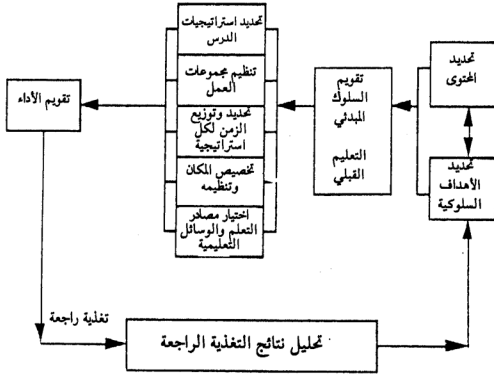 تحديد
المحتوى
تحديد
الأهداف
السلوكية
تقويم
السلوك
المبدئي
التعليم
القبلي
تحديد استراتيجيات
الدرس
تنظيم مجموعات
العمل
تحديد وتوزيع
الزمن لكل
استراتيجية
تخصيص المكان
وتنظيمه
اختيار مصادر
التعلم والوسائل
التعليمية
تقويم الأداء
تغذية راجعة
تحليل نتائج التغذية الراجعة